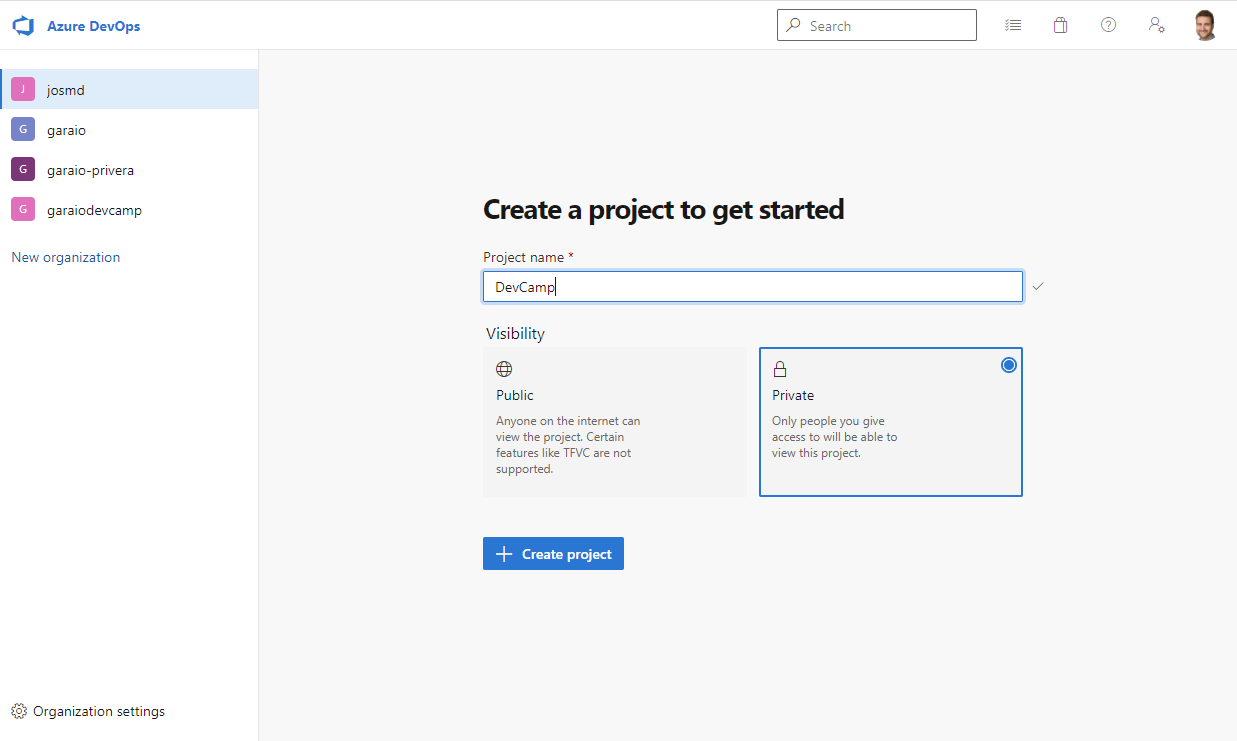 Azure DevOps
Search
J
josmd
G
garaio
G
garaio-privera
G
garaiodevcamp
New organization
Organization settings
Create a project to get started
Project name *
DevCamp
Visibility
Public
Anyone on the internet can
view the project. Certain
features like TFVC are not
supported.
Private
Only people you give
access to will be able to
view this project.
Create project